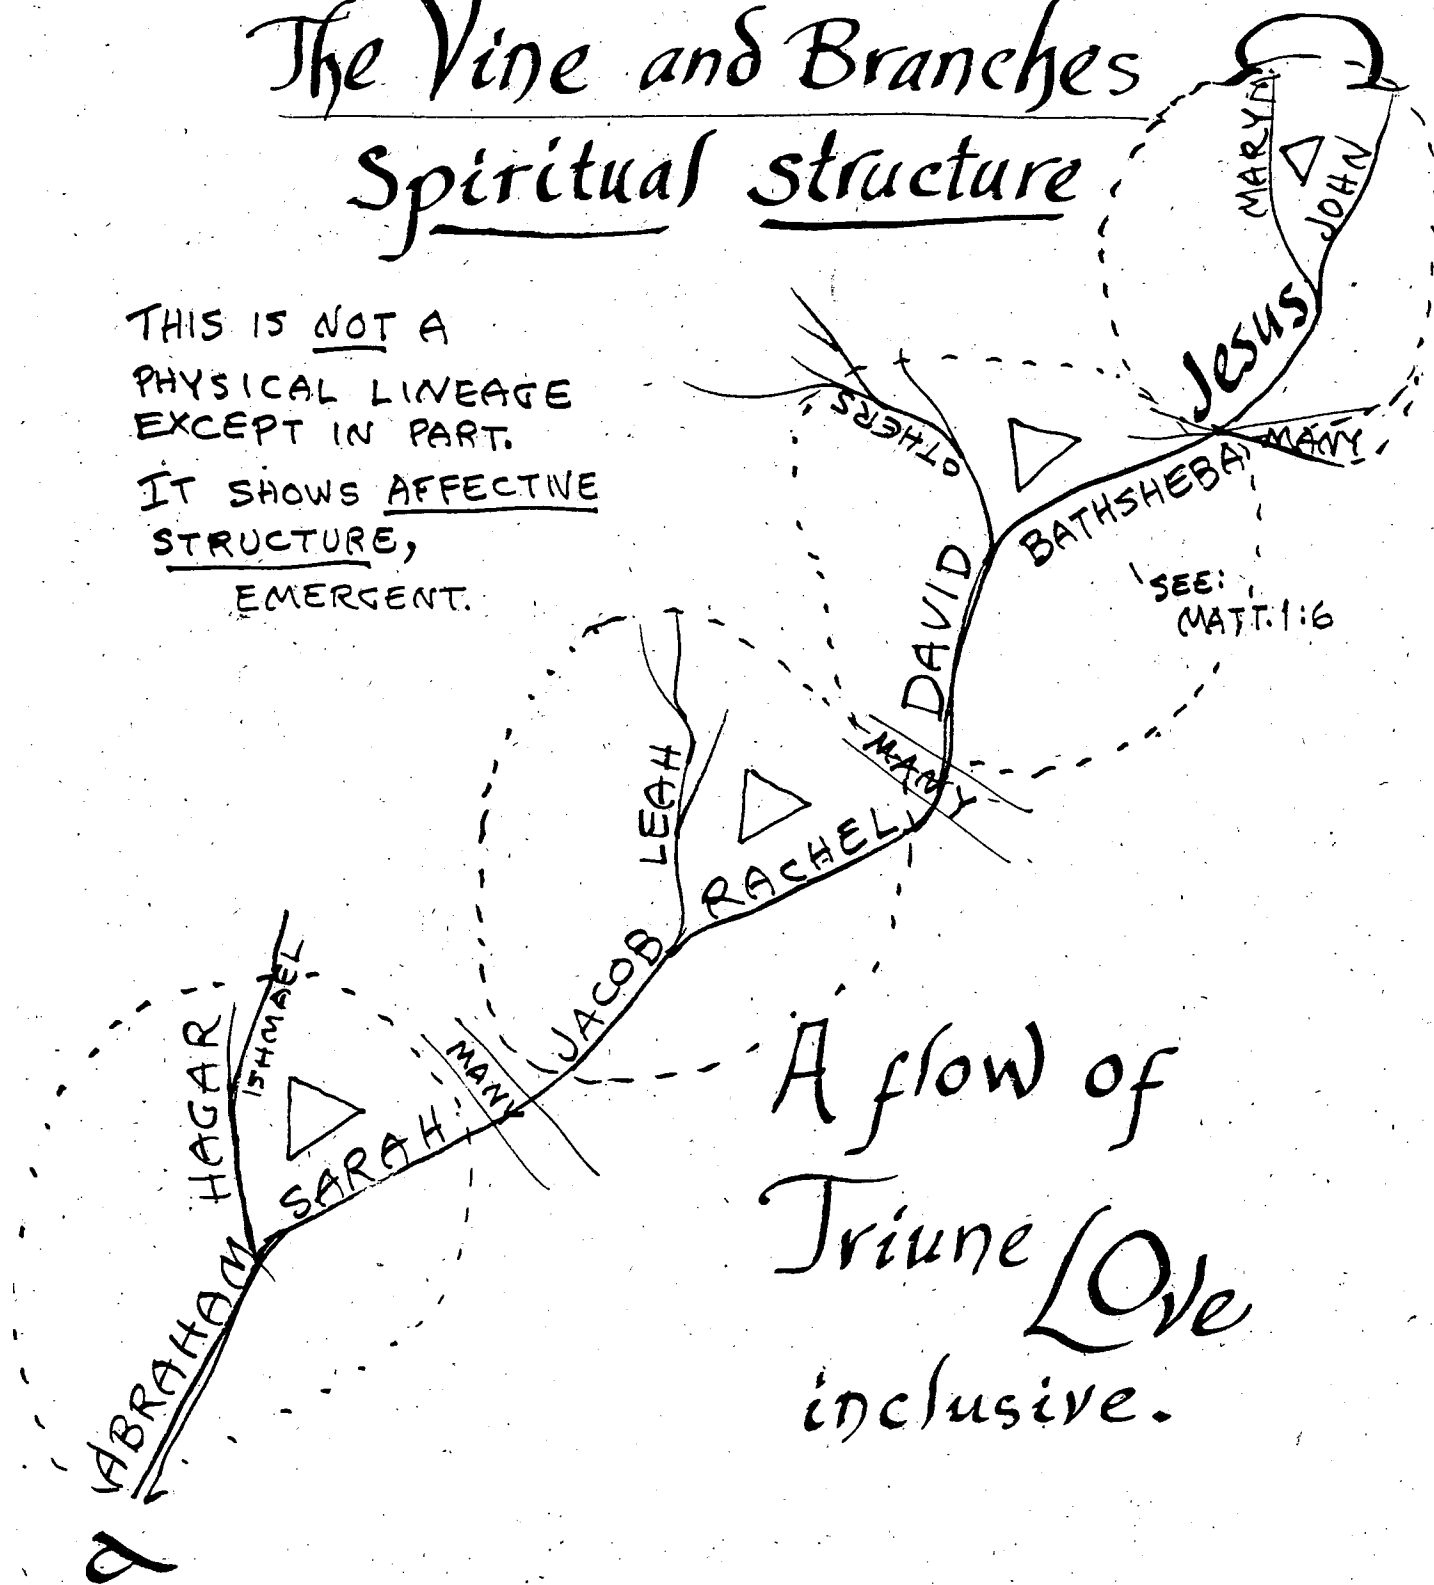 The Vine and Branches
Spiritual structure
THIS IS NOT A
PHYSICAL LINEAGE
EXCEPT IN PART.
IT SHOWS AFFECTIVE
STRUCTURE,
EMERGENT.
Ω
MARY M
JOHN
Jesus
MANY
BATHSHEBA
SEE:
MATT. 1:6
OTHERS
DAVID
MANY
RACHEL
LEAH
JACOB
MANY
SARAH
ISHMAEL
HAGAR
ABRAHAM
α
A flow of
Triune LOve
inclusive.